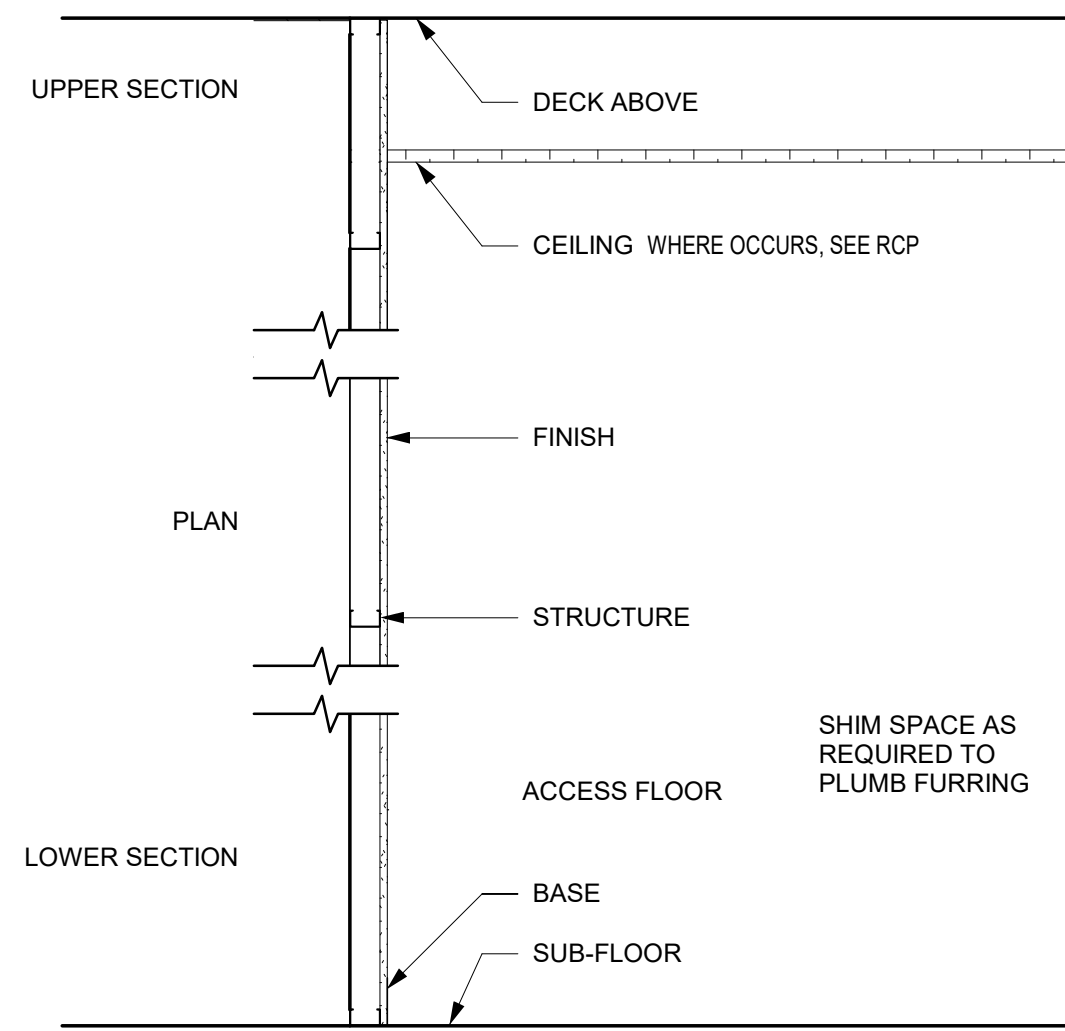 UPPER SECTION
DECK ABOVE
CEILING WHERE OCCURS, SEE RCP
FINISH
PLAN
STRUCTURE
SHIM SPACE AS
REQUIRED TO
PLUMB FURRING
ACCESS FLOOR
LOWER SECTION
BASE
SUB-FLOOR